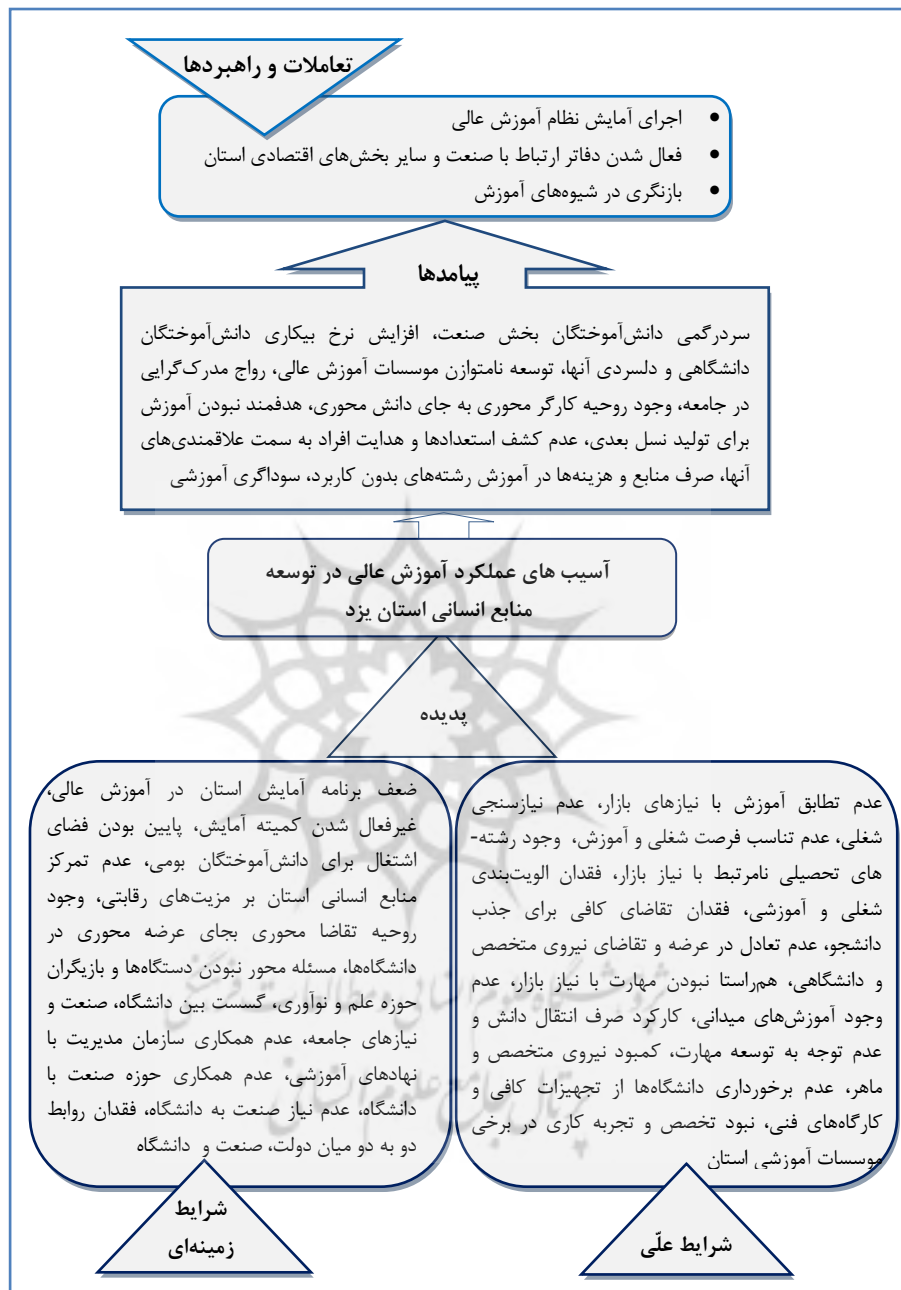 تعاملات و راهبردها
• اجرای آمایش نظام آموزش عالی
• فعال شدن دفاتر ارتباط با صنعت و سایر بخش‌های اقتصادی استان
• بازنگری در شیوه‌های آموزش
پیامدها
سردرگمی دانش‌آموختگان بخش صنعت، افزایش نرخ بیکاری دانش‌آموختگان
دانشگاهی و دلسردی آنها، توسعه نامتوازن موسسات آموزش عالی، رواج مدرک‌گرایی
در جامعه، وجود روحیه کارگر محوری به جای دانش محوری، هدفمند نبودن آموزش
برای تولید نسل بعدی، عدم کشف استعدادها و هدایت افراد به سمت علاقمندی‌های
آنها، صرف منابع و هزینه‌ها در آموزش رشته‌های بدون کاربرد، سوداگری آموزشی
آسیب های عملکرد آموزش عالی در توسعه
منابع انسانی استان یزد
پدیده
عدم تطابق آموزش با نیازهای بازار، عدم نیازسنجی
شغلی، عدم تناسب فرصت شغلی و آموزش، وجود رشته-
های تحصیلی نامرتبط با نیاز بازار، فقدان الویت‌بندی
شغلی و آموزشی، فقدان تقاضای کافی برای جذب
دانشجو، عدم تعادل در عرضه و تقاضای نیروی متخصص
و دانشگاهی، هم‌راستا نبودن مهارت با نیاز بازار، عدم
وجود آموزش‌های میدانی، کارکرد صرف انتقال دانش و
عدم توجه به توسعه مهارت، کمبود نیروی متخصص و
ماهر، عدم برخورداری دانشگاه‌ها از تجهیزات کافی و
کارگاه‌های فنی، نبود تخصص و تجربه کاری در برخی
موسسات آموزشی استان
شرایط علّی
ضعف برنامه آمایش استان در آموزش عالی،
غیرفعال شدن کمیته آمایش، پایین بودن فضای
اشتغال برای دانش‌آموختگان بومی، عدم تمرکز
منابع انسانی استان بر مزیت‌های رقابتی، وجود
روحیه تقاضا محوری بجای عرضه محوری در
دانشگاه‌ها، مسئله محور نبودن دستگاه‌ها و بازیگران
حوزه علم و نوآوری، گسست بین دانشگاه، صنعت و
نیازهای جامعه، عدم همکاری سازمان مدیریت با
نهادهای آموزشی، عدم همکاری حوزه صنعت با
دانشگاه، عدم نیاز صنعت به دانشگاه، فقدان روابط
دو به دو میان دولت، صنعت و دانشگاه
شرایط
زمینه‌ای
پژوهشگاه علوم انسانی و مطالعات فرهنگی
پرتال جامع علوم انسانی